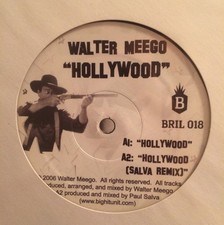 WALTER MEEGO
"HOLLYWOOD"
B
BRIL 018
A1: "HOLLYWOOD"
A2: "HOLLYWOOD
(SALVA REMIX)"
2006 Walter Meego. All rights reserved. All tracks
produced, arranged, and mixed by Walter Meego.
A2 produced and mixed by Paul Salva.
(www.bighitunit.com)